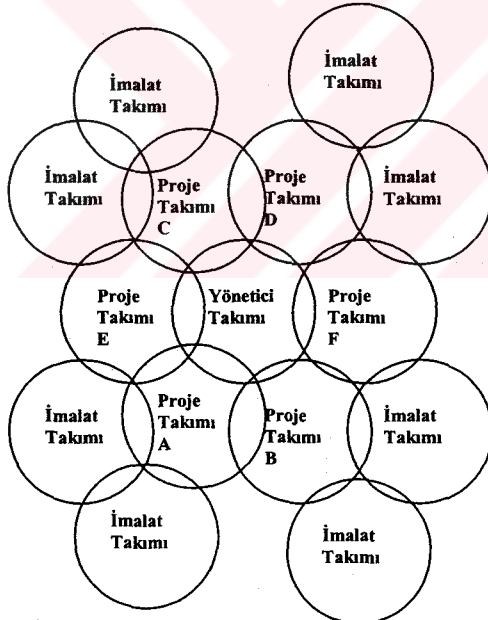 İmalat
Takımı
İmalat
Takımı
İmalat
Takımı
Proje
Takımı
C
Proje
Takımı
D
İmalat
Takımı
Proje
Takımı
E
Yönetici
Takımı
Proje
Takımı
F
İmalat
Takımı
Proje
Takımı
A
Proje
Takımı
B
İmalat
Takımı
İmalat
Takımı
İmalat
Takımı